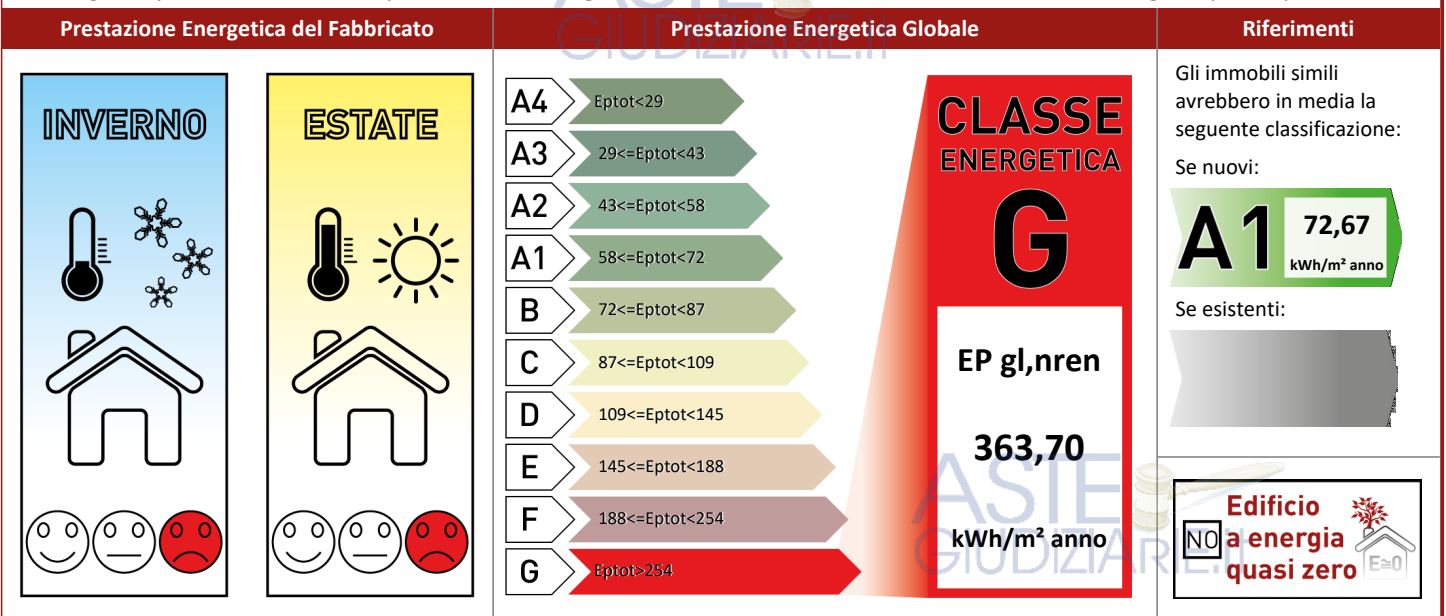 Prestazione Energetica del Fabbricato
Prestazione Energetica Globale
Riferimenti
INVERNO
ESTATE
A4 Eptot<29
A3 29<=Eptot<43
A2 43<=Eptot<58
A1 58<=Eptot<72
B 72<=Eptot<87
C 87<=Eptot<109
D 109<=Eptot<145
E 145<=Eptot<188
F 188<=Eptot<254
G Eptot>254
CLASSE
ENERGETICA
G
EP gl,nren
363,70
kWh/m² anno
Gli immobili simili
avrebbero in media la
seguente classificazione:
Se nuovi:
A1
72,67
kWh/m² anno
Se esistenti:
NO
Edificio
a energia
quasi zero
E≅0
ASTE
GIUDIZIARIE.it
ASTE
GIUDIZIARIE.it